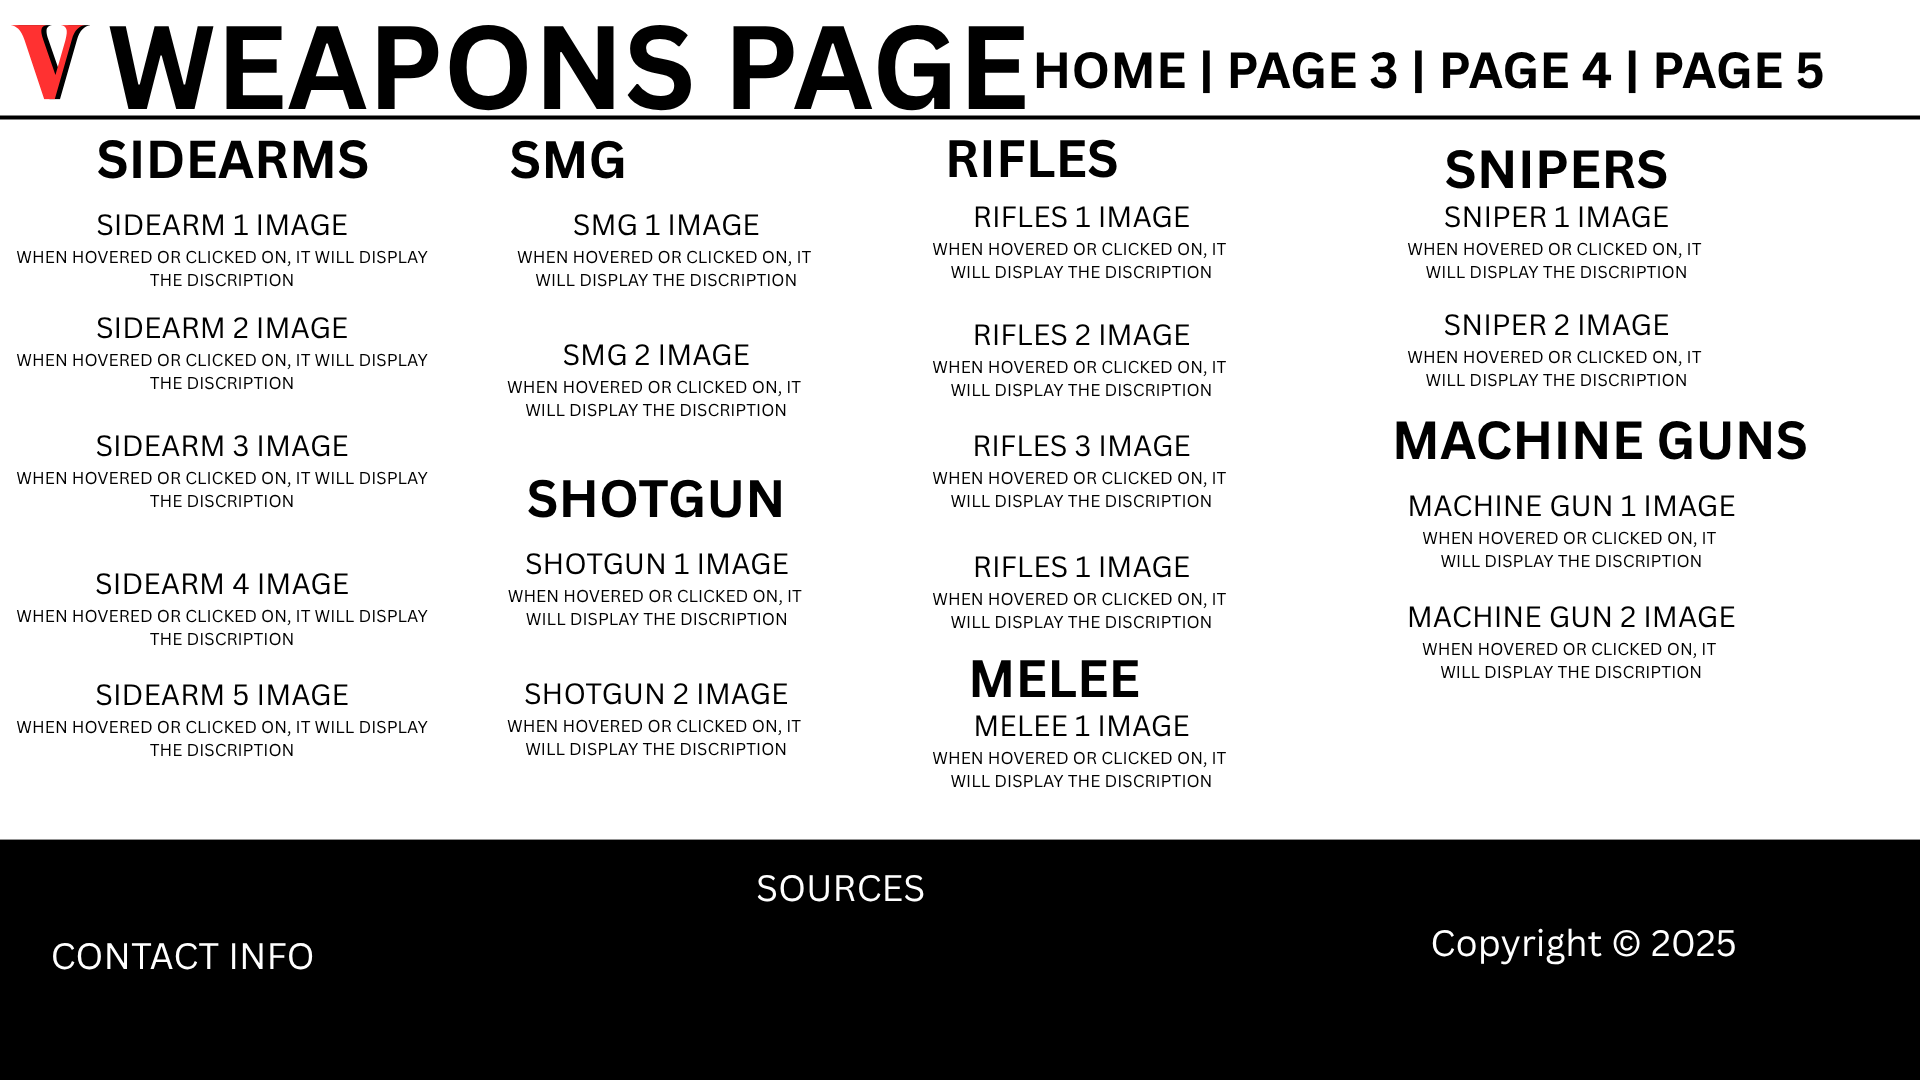 V WEAPONS PAGE HOME | PAGE 3 | PAGE 4 | PAGE 5
SIDEARMS
SIDEARM 1 IMAGE
WHEN HOVERED OR CLICKED ON, IT WILL DISPLAY
THE DISCRIPTION
SIDEARM 2 IMAGE
WHEN HOVERED OR CLICKED ON, IT WILL DISPLAY
THE DISCRIPTION
SIDEARM 3 IMAGE
WHEN HOVERED OR CLICKED ON, IT WILL DISPLAY
THE DISCRIPTION
SIDEARM 4 IMAGE
WHEN HOVERED OR CLICKED ON, IT WILL DISPLAY
THE DISCRIPTION
SIDEARM 5 IMAGE
WHEN HOVERED OR CLICKED ON, IT WILL DISPLAY
THE DISCRIPTION
SMG
SMG 1 IMAGE
WHEN HOVERED OR CLICKED ON, IT
WILL DISPLAY THE DISCRIPTION
SMG 2 IMAGE
WHEN HOVERED OR CLICKED ON, IT
WILL DISPLAY THE DISCRIPTION
SHOTGUN
SHOTGUN 1 IMAGE
WHEN HOVERED OR CLICKED ON, IT
WILL DISPLAY THE DISCRIPTION
SHOTGUN 2 IMAGE
WHEN HOVERED OR CLICKED ON, IT
WILL DISPLAY THE DISCRIPTION
RIFLES
RIFLES 1 IMAGE
WHEN HOVERED OR CLICKED ON, IT
WILL DISPLAY THE DISCRIPTION
RIFLES 2 IMAGE
WHEN HOVERED OR CLICKED ON, IT
WILL DISPLAY THE DISCRIPTION
RIFLES 3 IMAGE
WHEN HOVERED OR CLICKED ON, IT
WILL DISPLAY THE DISCRIPTION
RIFLES 1 IMAGE
WHEN HOVERED OR CLICKED ON, IT
WILL DISPLAY THE DISCRIPTION
MELEE
MELEE 1 IMAGE
WHEN HOVERED OR CLICKED ON, IT
WILL DISPLAY THE DISCRIPTION
SNIPERS
SNIPER 1 IMAGE
WHEN HOVERED OR CLICKED ON, IT
WILL DISPLAY THE DISCRIPTION
SNIPER 2 IMAGE
WHEN HOVERED OR CLICKED ON, IT
WILL DISPLAY THE DISCRIPTION
MACHINE GUNS
MACHINE GUN 1 IMAGE
WHEN HOVERED OR CLICKED ON, IT
WILL DISPLAY THE DISCRIPTION
MACHINE GUN 2 IMAGE
WHEN HOVERED OR CLICKED ON, IT
WILL DISPLAY THE DISCRIPTION
CONTACT INFO
SOURCES
Copyright © 2025